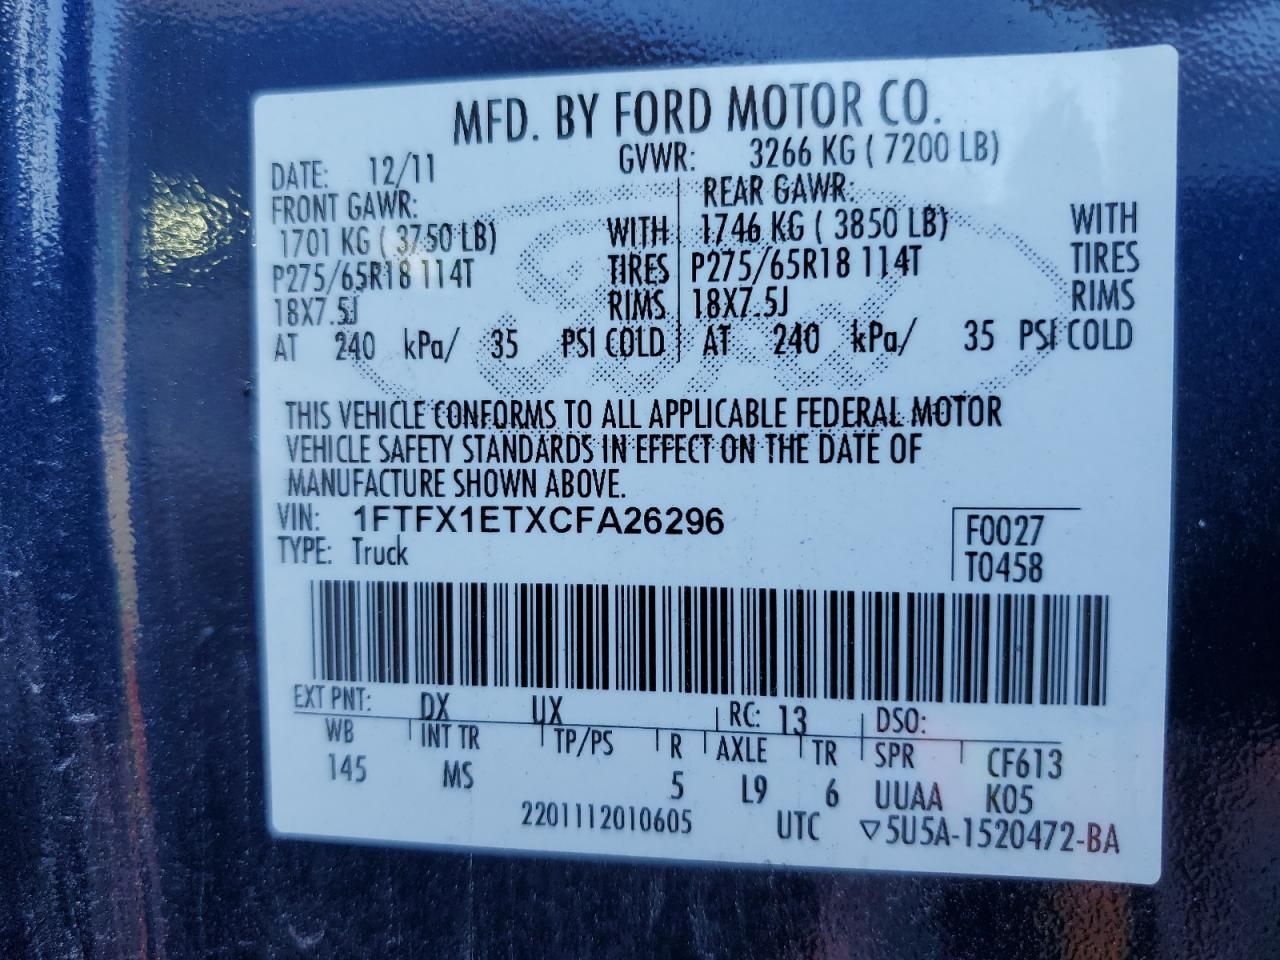 MFD. BY FORD MOTOR CO.
DATE: 12/11 GVWR: 3266 KG ( 7200 LB)
FRONT GAWR: REAR GAWR:
1701 KG ( 3750 LB) WITH 1746 KG ( 3850 LB) WITH
P275/65R18 114T TIRES P275/65R18 114T TIRES
18X7.5J RIMS 18X7.5J RIMS
AT 240 kPa/ 35 PSI COLD AT 240 kPa/ 35 PSI COLD
THIS VEHICLE CONFORMS TO ALL APPLICABLE FEDERAL MOTOR
VEHICLE SAFETY STANDARDS IN EFFECT ON THE DATE OF
MANUFACTURE SHOWN ABOVE.
VIN: 1FTFX1ETXCFA26296 F0027
TYPE: Truck T0458
EXT PNT: DX UX RC: 13 DSO:
WB INT TR TP/PS R AXLE TR SPR CF613
145 MS 5 L9 6 UUAA K05
2201112010605 UTC ▽5U5A-1520472-BA